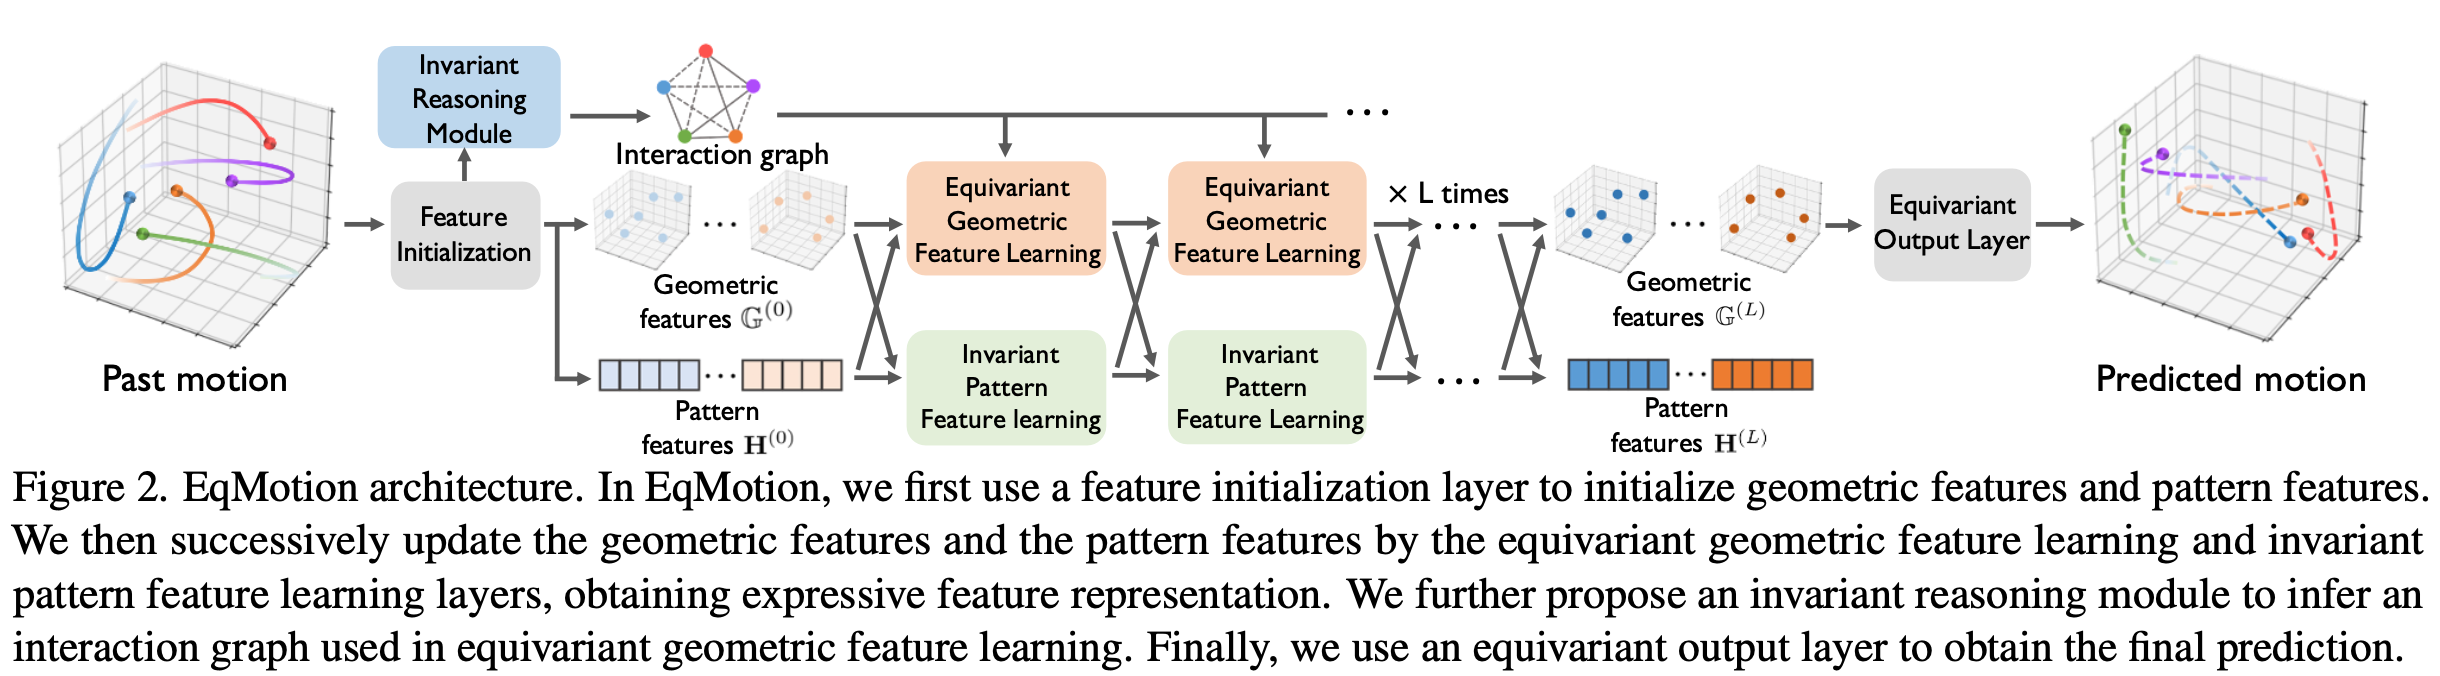 Invariant
Reasoning
Module
Interaction graph
Feature
Initialization
Equivariant
Geometric
Feature Learning
Equivariant
Geometric
Feature Learning
× L times
...
Equivariant
Output Layer
Geometric
features 𝔾^(0)
Geometric
features 𝔾^(L)
Invariant
Pattern
Feature learning
Invariant
Pattern
Feature Learning
Past motion
Pattern
features H^(0)
Pattern
features H^(L)
Predicted motion
Figure 2. EqMotion architecture. In EqMotion, we first use a feature initialization layer to initialize geometric features and pattern features.
We then successively update the geometric features and the pattern features by the equivariant geometric feature learning and invariant
pattern feature learning layers, obtaining expressive feature representation. We further propose an invariant reasoning module to infer an
interaction graph used in equivariant geometric feature learning. Finally, we use an equivariant output layer to obtain the final prediction.